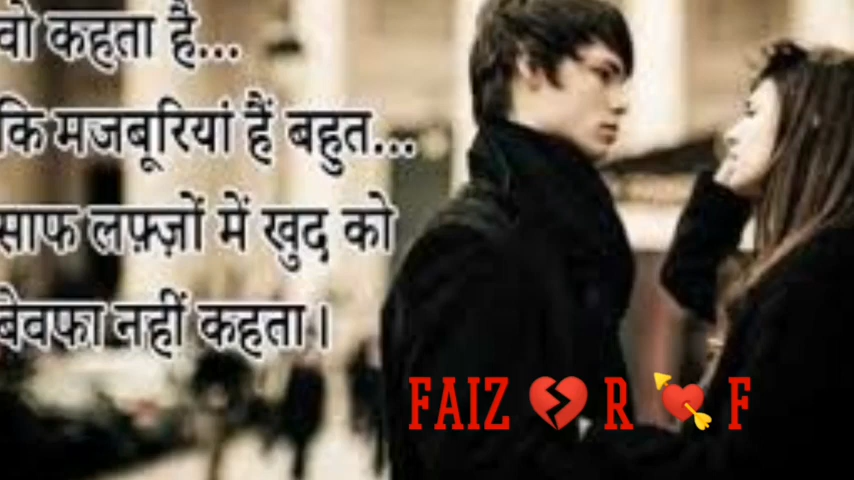 वो कहता है...
कि मजबूरियां हैं बहुत...
साफ लफ़्ज़ों में खुद को
बेवफा नहीं कहता।
FAIZ 💔 R 💘 F